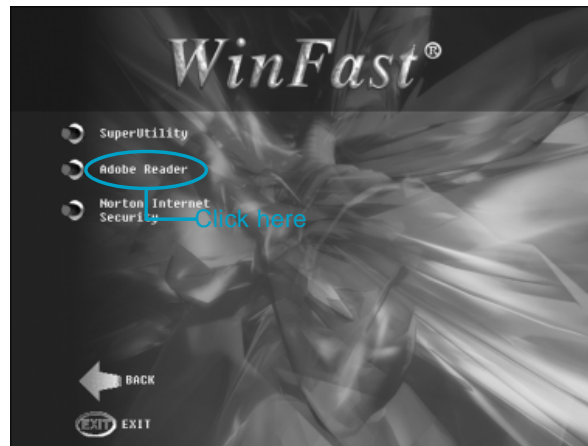 WinFast®
SuperUtility
Adobe Reader
Norton Internet
Security
Click here
BACK
EXIT EXIT